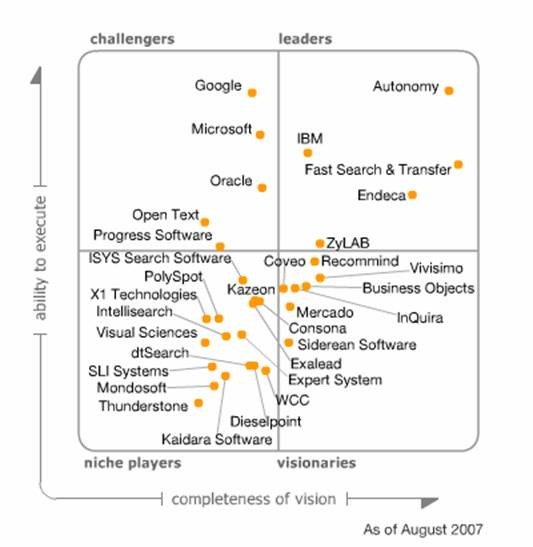 challengers
leaders
Google
Autonomy
Microsoft
IBM
Fast Search & Transfer
Oracle
Endeca
Open Text
Progress Software
ZyLAB
ISYS Search Software
Coveo
Recommind
PolySpot
Vivisimo
Kazeon
Business Objects
X1 Technologies
Intellisearch
Mercado
InQuira
Consona
Visual Sciences
Siderean Software
dtSearch
Exalead
SLI Systems
Expert System
Mondosoft
WCC
Thunderstone
Dieselpoint
Kaidara Software
niche players
visionaries
ability to execute
completeness of vision
As of August 2007